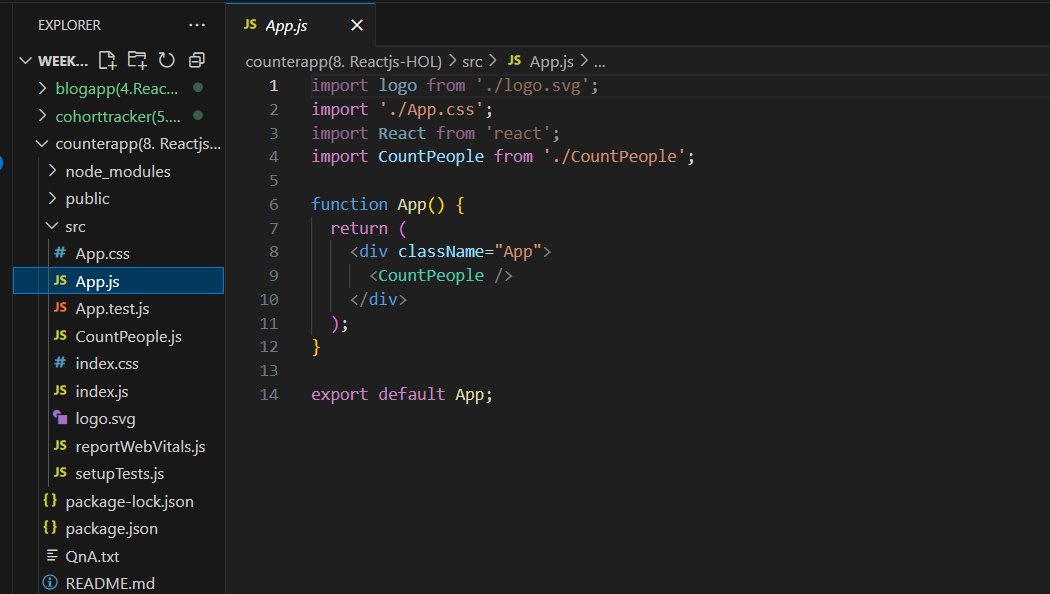 EXPLORER
WEEK...
blogapp(4.Reac...
cohorttracker(5....
counterapp(8. Reactjs...
node_modules
public
src
# App.css
JS App.js
JS App.test.js
JS CountPeople.js
# index.css
JS index.js
logo.svg
JS reportWebVitals.js
JS setupTests.js
{} package-lock.json
{} package.json
QnA.txt
README.md
JS App.js
counterapp(8. Reactjs-HOL) > src > JS App.js > ...
1 import logo from './logo.svg';
2 import './App.css';
3 import React from 'react';
4 import CountPeople from './CountPeople';
5
6 function App() {
7   return (
8     <div className="App">
9       <CountPeople />
10     </div>
11   );
12 }
13
14 export default App;